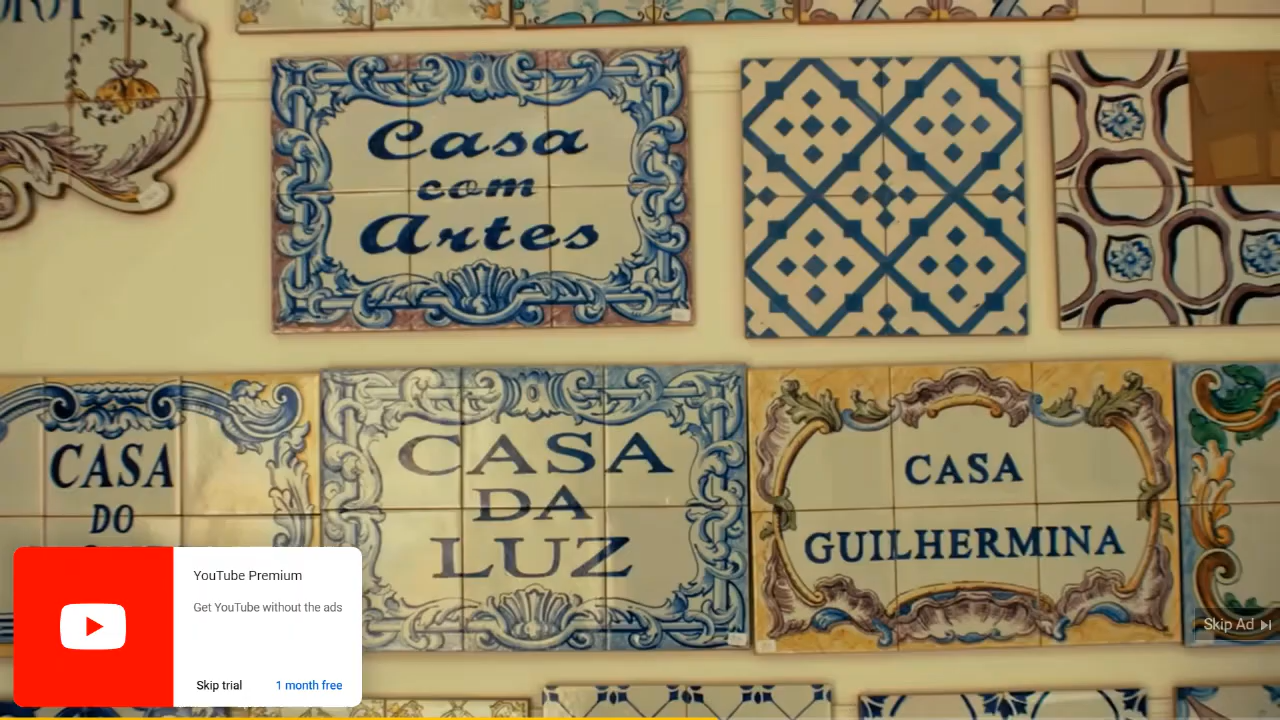 Casa
com
Artes
CASA
DO
CASA
DA
LUZ
CASA
GUILHERMINA
YouTube Premium
Get YouTube without the ads
Skip trial
1 month free
Skip Ad